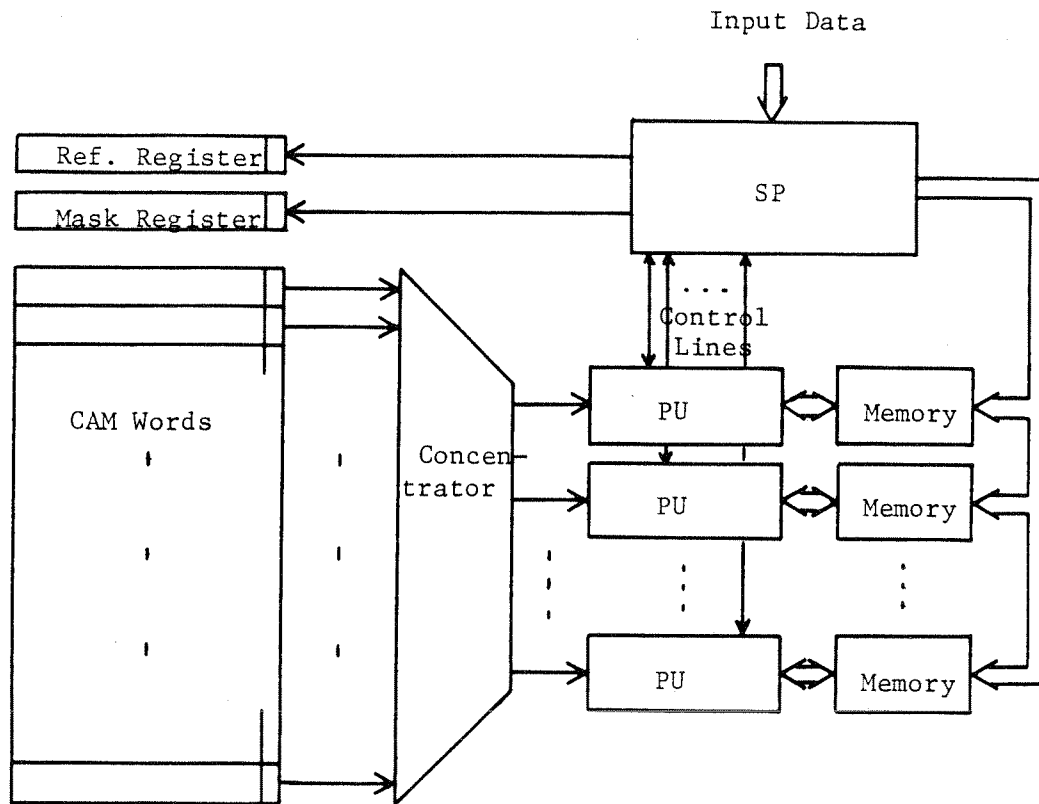 Input Data
Ref. Register
SP
Mask Register
...
Control
Lines
CAM Words
Concen-
trator
PU
Memory
PU
Memory
PU
Memory